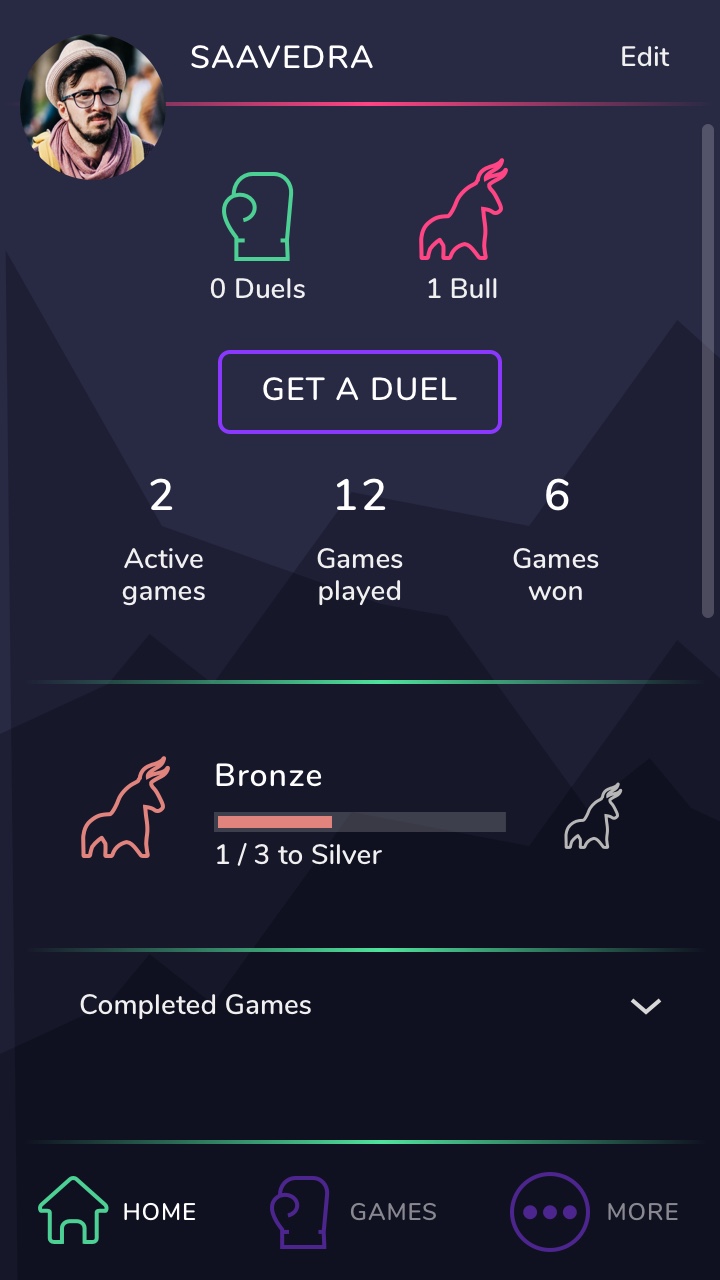 SAAVEDRA
Edit
0 Duels
1 Bull
GET A DUEL
2
12
6
Active
games
Games
played
Games
won
Bronze
1 / 3 to Silver
Completed Games
HOME
GAMES
MORE